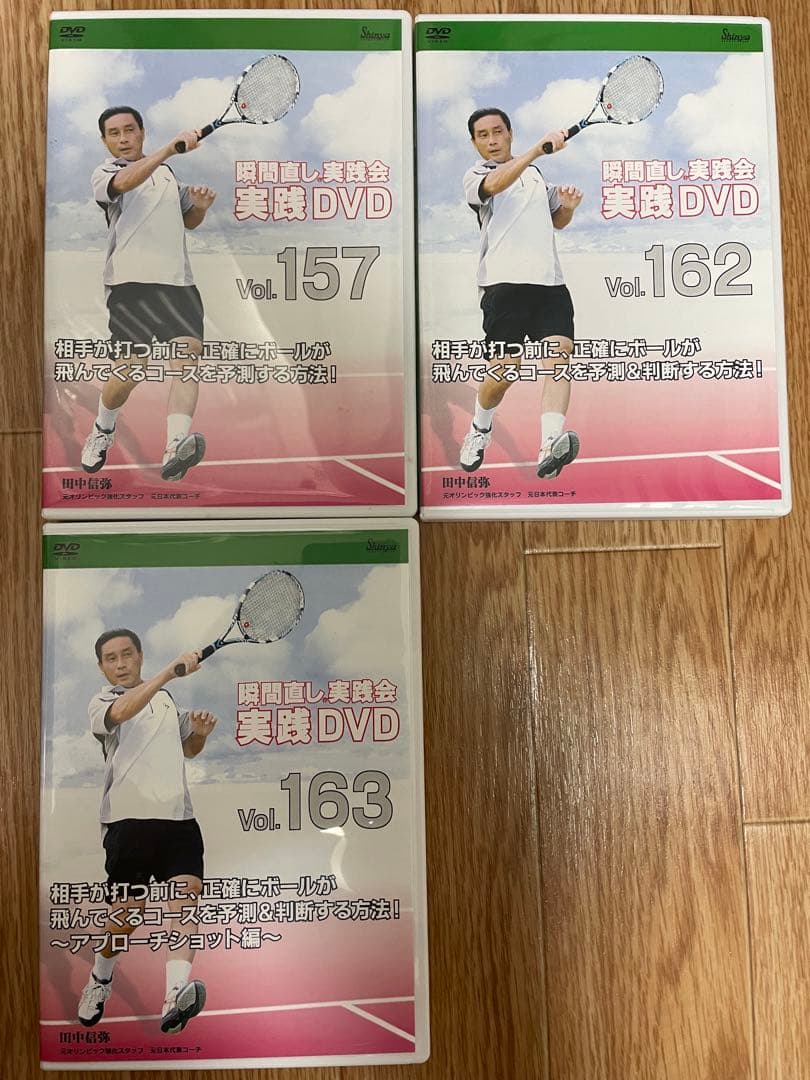 DVD
VIDEO
Shinya
瞬間直し®実践会
実践DVD
Vol.157
相手が打つ前に、正確にボールが
飛んでくるコースを予測する方法!
田中信弥
元オリンピック強化スタッフ 元日本代表コーチ
DVD
VIDEO
Shinya
瞬間直し®実践会
実践DVD
Vol.162
相手が打つ前に、正確にボールが
飛んでくるコースを予測&判断する方法!
田中信弥
元オリンピック強化スタッフ 元日本代表コーチ
DVD
VIDEO
Shinya
瞬間直し®実践会
実践DVD
Vol.163
相手が打つ前に、正確にボールが
飛んでくるコースを予測&判断する方法!
〜アプローチショット編〜
田中信弥
元オリンピック強化スタッフ 元日本代表コーチ